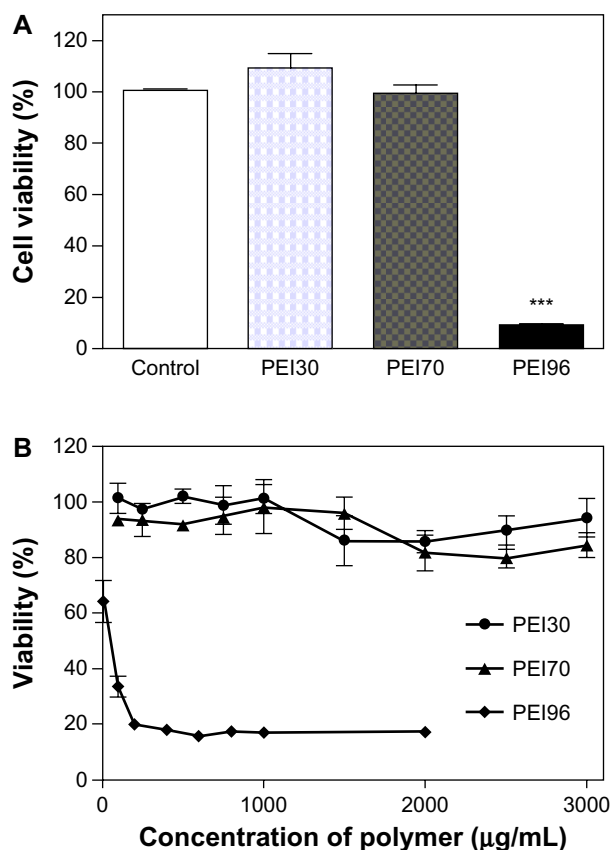 A
Cell viability (%)
120
100
80
60
40
20
0
***
Control PEI30 PEI70 PEI96
B
Viability (%)
120
100
80
60
40
20
0
PEI30
PEI70
PEI96
0 1000 2000 3000
Concentration of polymer (µg/mL)